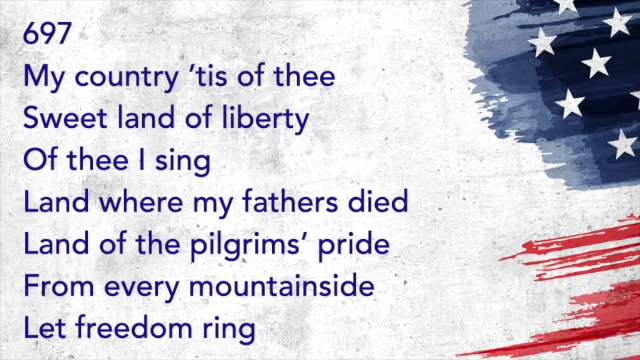 697
My country ’tis of thee
Sweet land of liberty
Of thee I sing
Land where my fathers died
Land of the pilgrims’ pride
From every mountainside
Let freedom ring